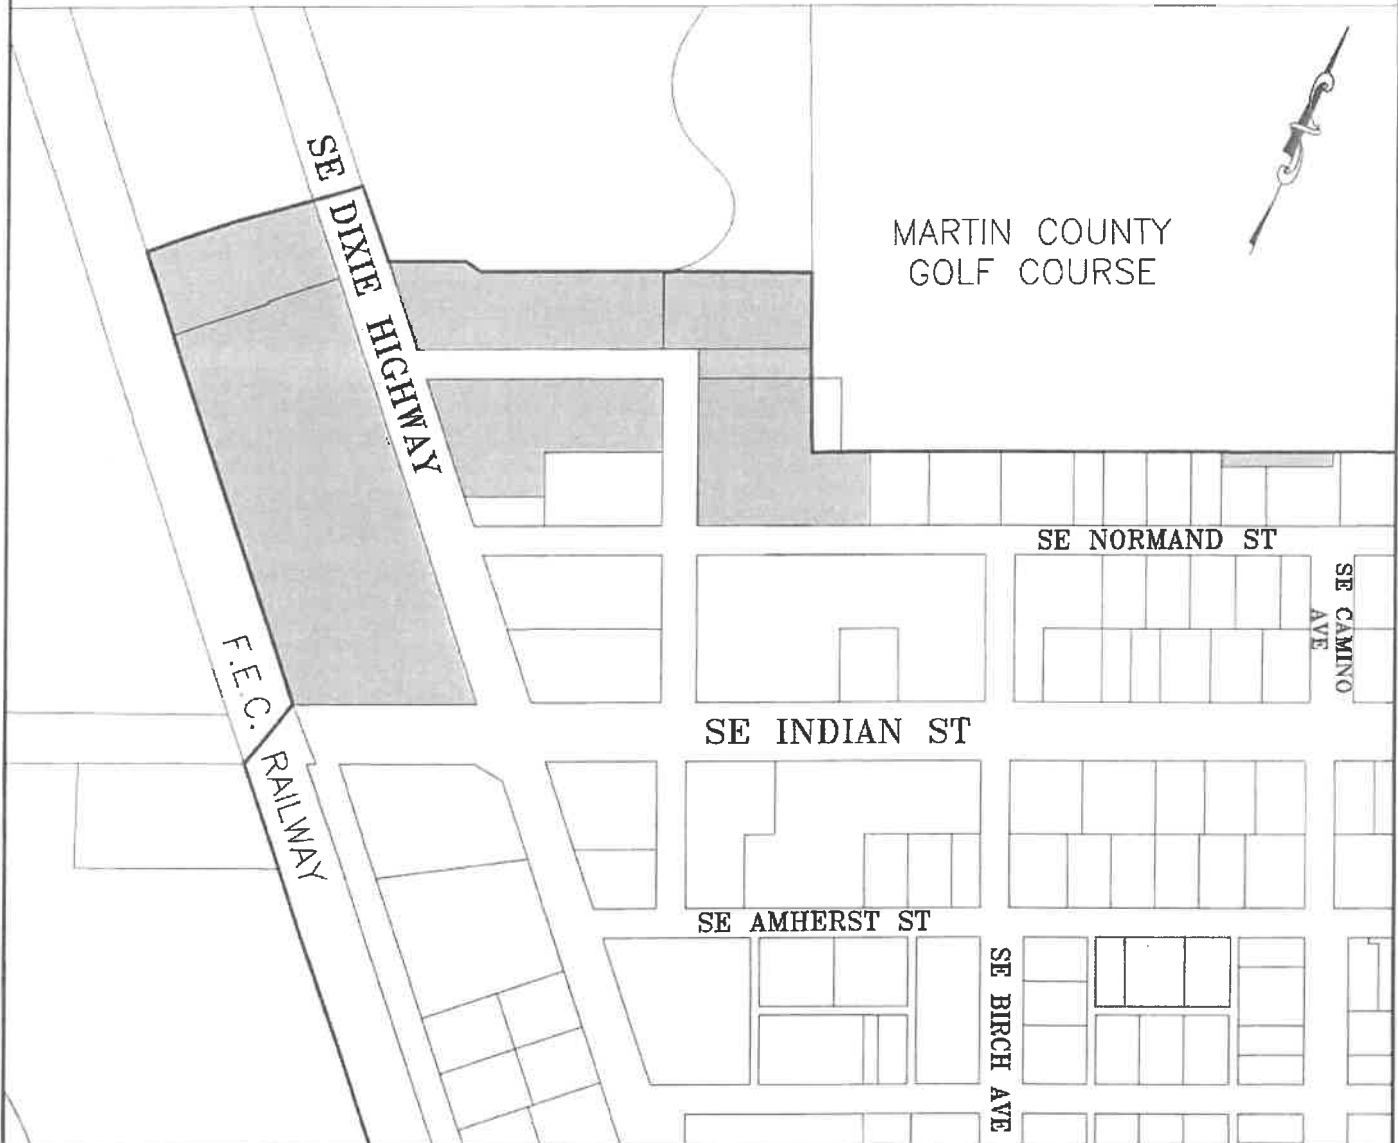 SE DIXIE HIGHWAY
MARTIN COUNTY
GOLF COURSE
SE NORMAND ST
SE CAMINO
AVE
F.E.C. RAILWAY
SE INDIAN ST
SE AMHERST ST
SE BIRCH AVE